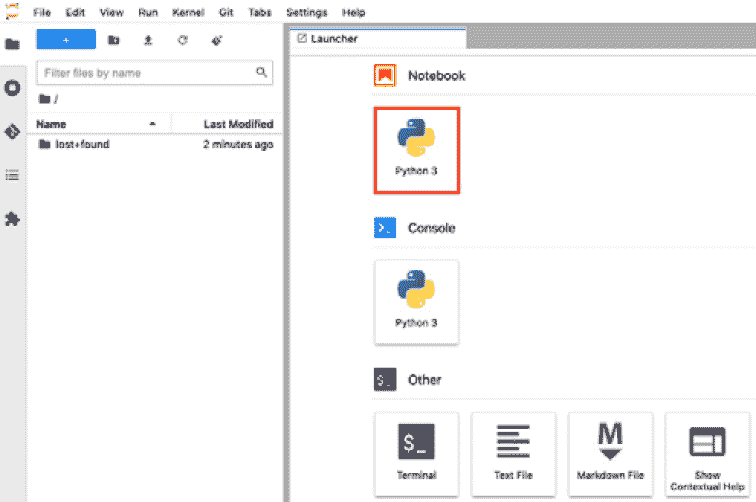 File Edit View Run Kernel Git Tabs Settings Help
+
Filter files by name
/
Name Last Modified
lost+found 2 minutes ago
Launcher
Notebook
Python 3
>_ Console
Python 3
$_ Other
$_
Terminal
Text File
M
Markdown File
Show
Contextual Help